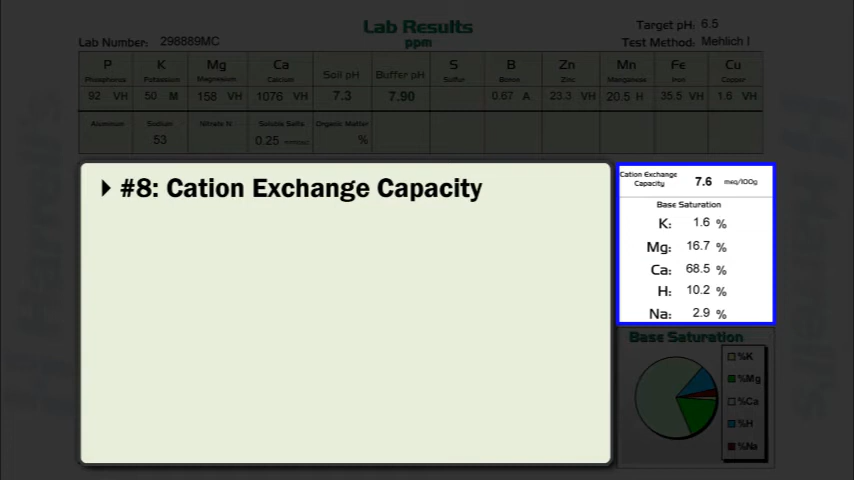 Lab Results
ppm
Target pH: 6.5
Lab Number: 298889MC
Test Method: Mehlich I
P K Mg Ca Soil pH Buffer pH S B Zn Mn Fe Cu
Phosphorus Potassium Magnesium Calcium Sulfur Boron Zinc Manganese Iron Copper
92 VH 50 M 158 VH 1076 VH 7.3 7.90 0.67 A 23.3 VH 20.5 H 35.5 VH 1.6 VH
Aluminum Sodium Nitrate N Soluble Salts Organic Matter
53 0.25 %
#8: Cation Exchange Capacity
Cation Exchange
Capacity 7.6 meq/100g
Base Saturation
K: 1.6 %
Mg: 16.7 %
Ca: 68.5 %
H: 10.2 %
Na: 2.9 %
Base Saturation
%K
%Mg
%Ca
%H
%Na
Harrell's
Harrell's